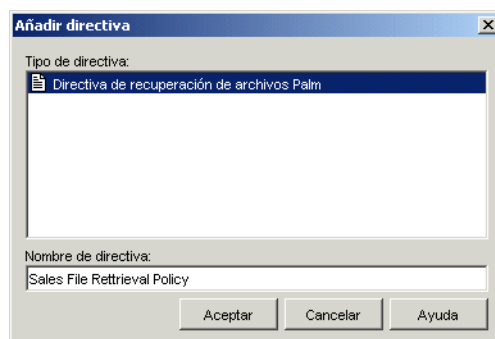 Añadir directiva
Tipo de directiva:
Directiva de recuperación de archivos Palm
Nombre de directiva:
Sales File Rettrieval Policy
Aceptar Cancelar Ayuda